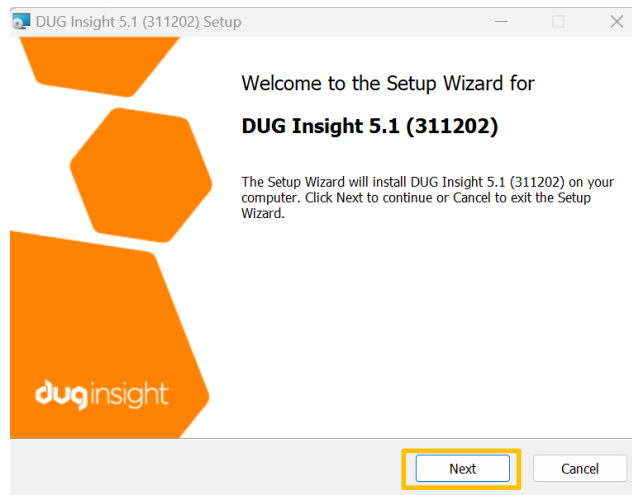 DUG Insight 5.1 (311202) Setup
Welcome to the Setup Wizard for
DUG Insight 5.1 (311202)
The Setup Wizard will install DUG Insight 5.1 (311202) on your
computer. Click Next to continue or Cancel to exit the Setup
Wizard.
duginsight
Next
Cancel